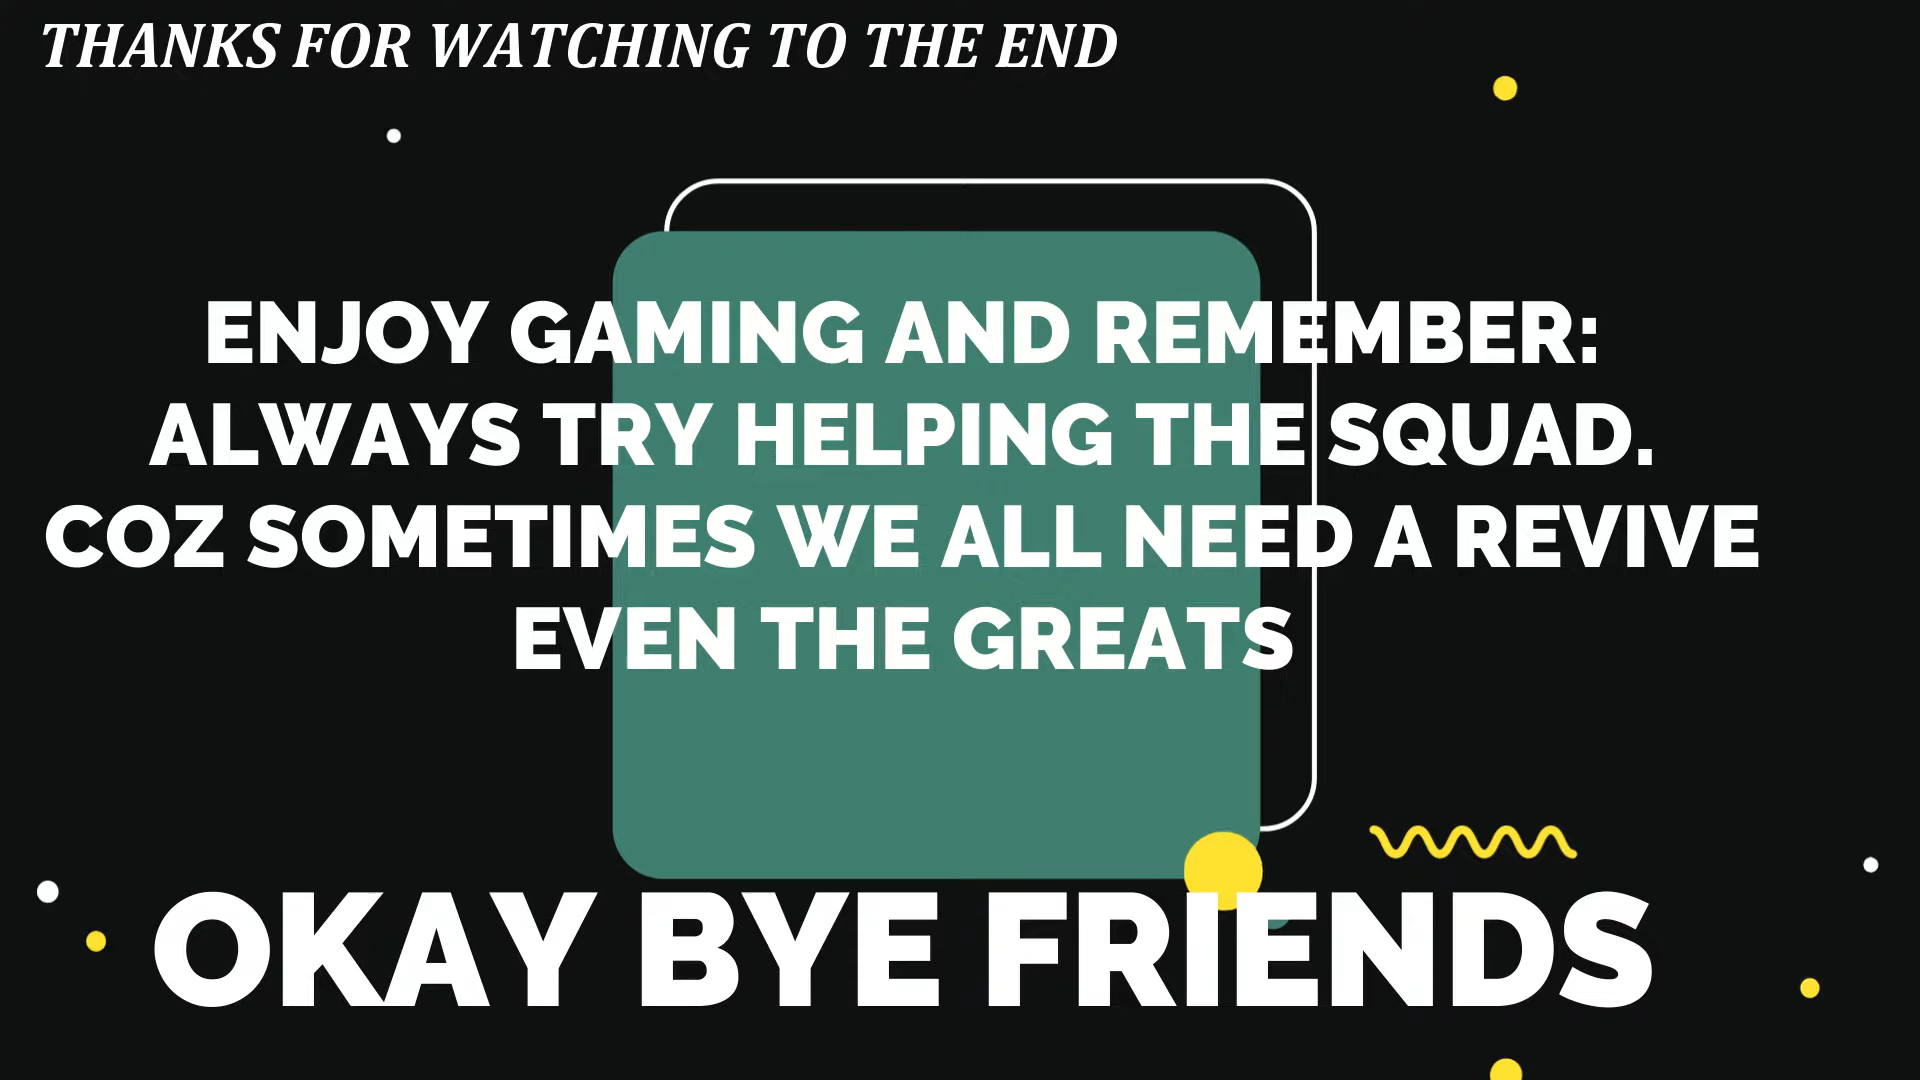 THANKS FOR WATCHING TO THE END
ENJOY GAMING AND REMEMBER:
ALWAYS TRY HELPING THE SQUAD.
COZ SOMETIMES WE ALL NEED A REVIVE
EVEN THE GREATS
OKAY BYE FRIENDS